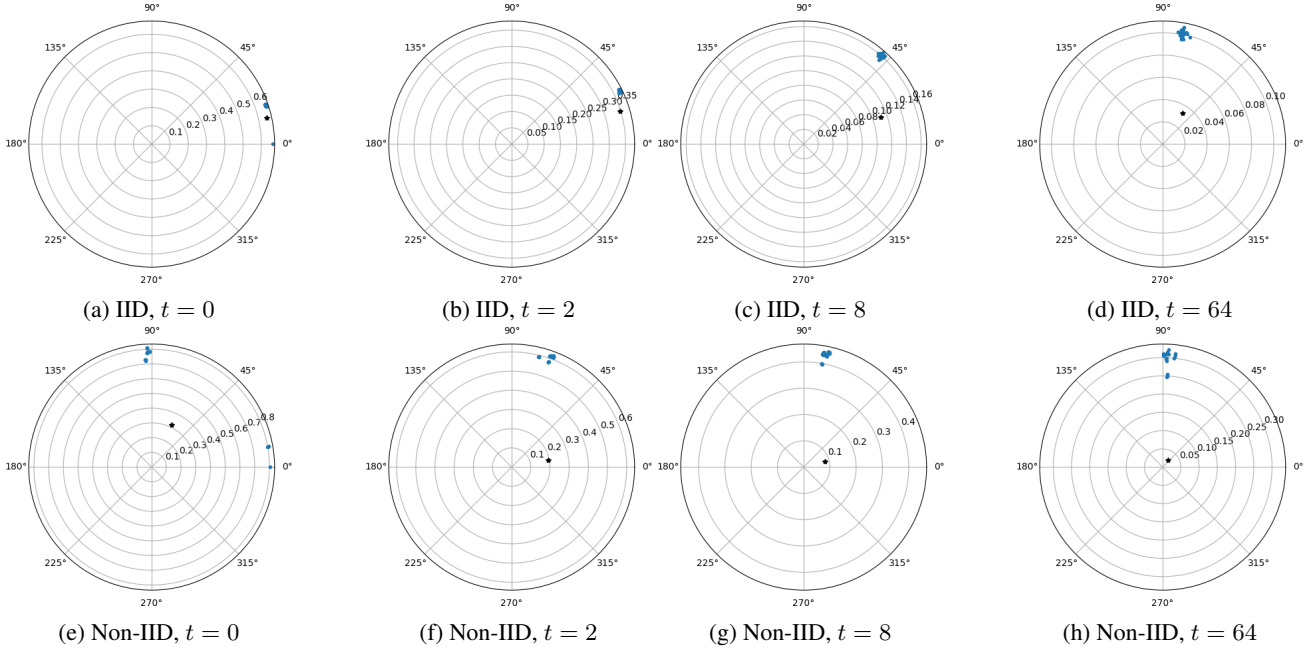 90° 90° 90° 90°
135° 45° 135° 45° 135° 45° 135° 45°
180° 0° 180° 0° 180° 0° 180° 0°
0.1 0.2 0.3 0.4 0.5 0.6
0.05 0.10 0.15 0.20 0.25 0.30 0.35
0.02 0.04 0.06 0.08 0.10 0.12 0.14 0.16
0.02 0.04 0.06 0.08 0.10
225° 315° 225° 315° 225° 315° 225° 315°
270° 270° 270° 270°
(a) IID, t = 0 (b) IID, t = 2 (c) IID, t = 8 (d) IID, t = 64
90° 90° 90° 90°
135° 45° 135° 45° 135° 45° 135° 45°
180° 0° 180° 0° 180° 0° 180° 0°
0.1 0.2 0.3 0.4 0.5 0.6 0.7 0.8
0.1 0.2 0.3 0.4 0.5 0.6
0.1 0.2 0.3 0.4
0.05 0.10 0.15 0.20 0.25 0.30
225° 315° 225° 315° 225° 315° 225° 315°
270° 270° 270° 270°
(e) Non-IID, t = 0 (f) Non-IID, t = 2 (g) Non-IID, t = 8 (h) Non-IID, t = 64